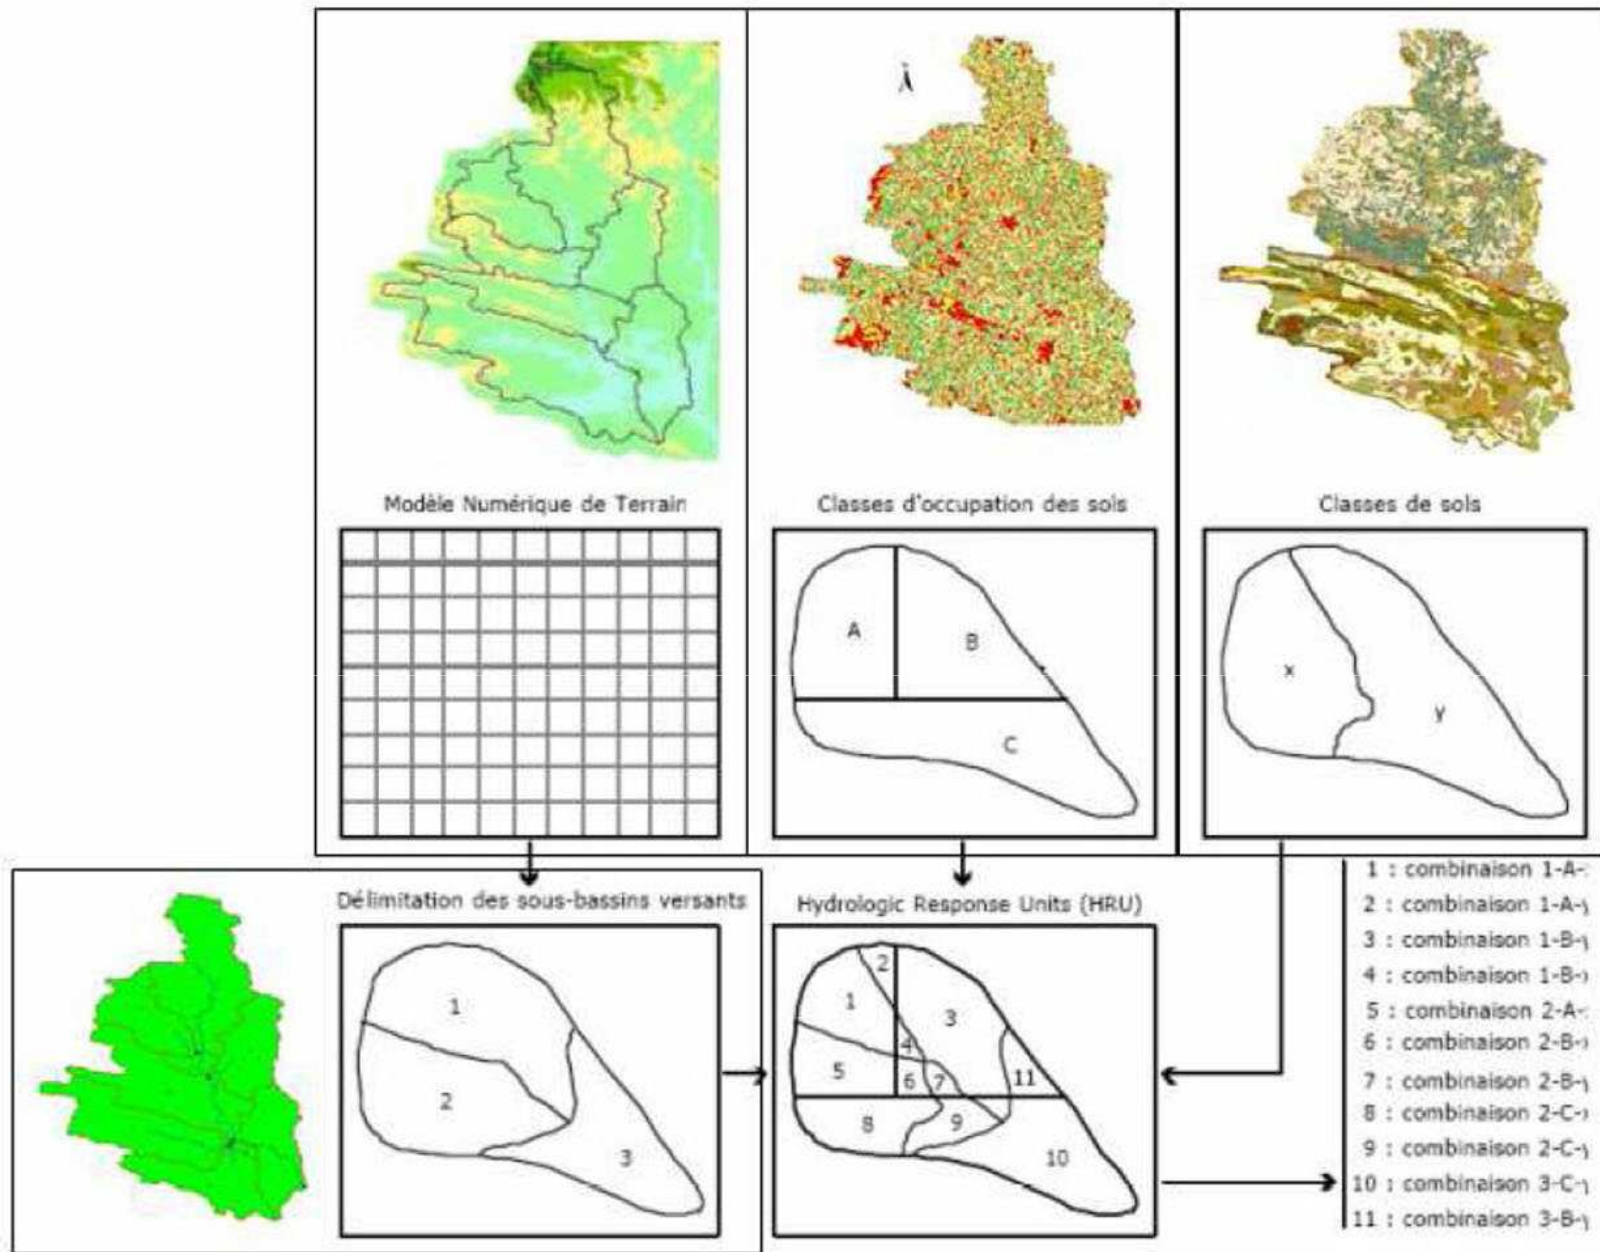 Modèle Numérique de Terrain
Classes d'occupation des sols
Classes de sols
A
B
C
x
y
Délimitation des sous-bassins versants
Hydrologic Response Units (HRU)
1
2
3
1
2
3
4
5
6
7
8
9
10
11
1 : combinaison 1-A-
2 : combinaison 1-A-y
3 : combinaison 1-B-y
4 : combinaison 1-B-x
5 : combinaison 2-A-
6 : combinaison 2-B-x
7 : combinaison 2-B-y
8 : combinaison 2-C-x
9 : combinaison 2-C-y
10 : combinaison 3-C-y
11 : combinaison 3-B-y